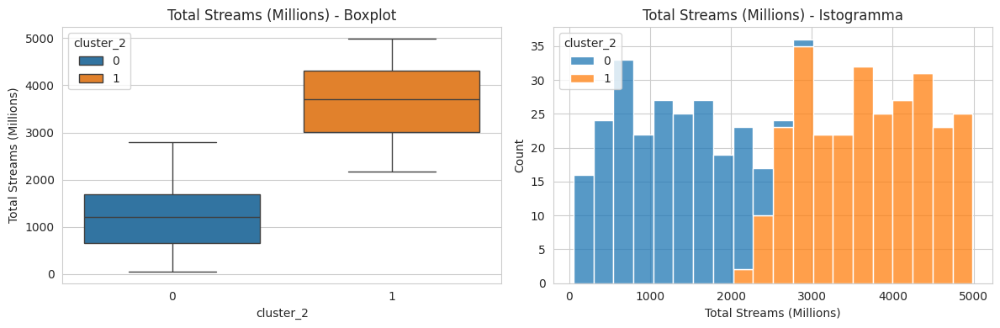 Total Streams (Millions) - Boxplot
cluster_2
0
1
5000
4000
3000
2000
1000
0
Total Streams (Millions)
0 1
cluster_2
Total Streams (Millions) - Istogramma
cluster_2
0
1
35
30
25
20
15
10
5
0
Count
0 1000 2000 3000 4000 5000
Total Streams (Millions)